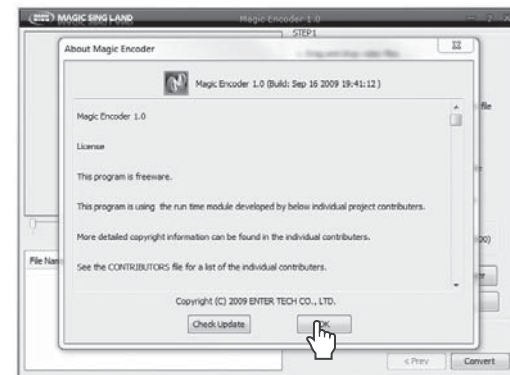 MAGIC SING LAND
Magic Encoder 1.0
STEP1
About Magic Encoder
Magic Encoder 1.0 (Build: Sep 16 2009 19:41:12 )
Magic Encoder 1.0
License
This program is freeware.
This program is using the run time module developed by below individual project contributers.
More detailed copyright information can be found in the individual contributers.
See the CONTRIBUTORS file for a list of the individual contributers.
Copyright (C) 2009 ENTER TECH CO., LTD.
Check Update
OK
file
00)
File Nam
< Prev
Convert